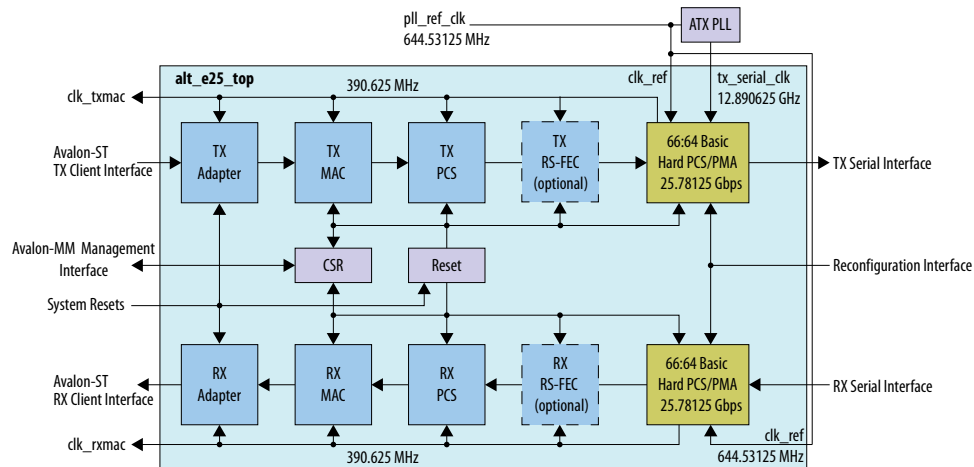 pll_ref_clk
644.53125 MHz
ATX PLL
alt_e25_top
390.625 MHz
clk_ref
tx_serial_clk
12.890625 GHz
clk_txmac
Avalon-ST
TX Client Interface
TX
Adapter
TX
MAC
TX
PCS
TX
RS-FEC
(optional)
66:64 Basic
Hard PCS/PMA
25.78125 Gbps
TX Serial Interface
Avalon-MM Management
Interface
CSR
Reset
Reconfiguration Interface
System Resets
Avalon-ST
RX Client Interface
RX
Adapter
RX
MAC
RX
PCS
RX
RS-FEC
(optional)
66:64 Basic
Hard PCS/PMA
25.78125 Gbps
RX Serial Interface
clk_rxmac
390.625 MHz
clk_ref
644.53125 MHz